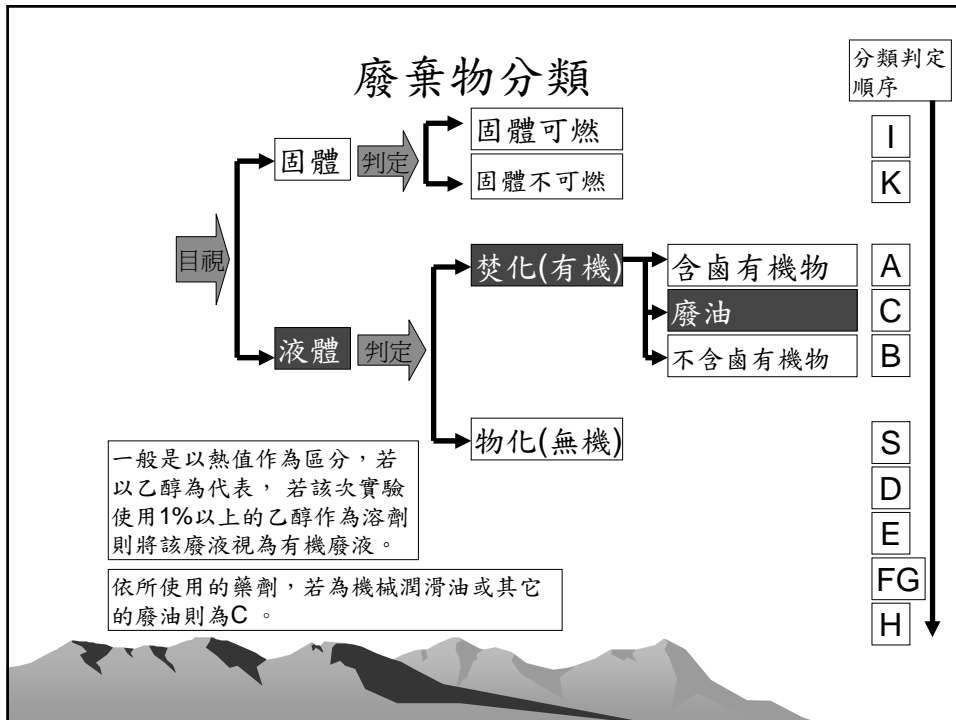 廢棄物分類
分類判定
順序
目視
固體
判定
固體可燃
固體不可燃
I
K
液體
判定
焚化(有機)
含鹵有機物
A
廢油
C
不含鹵有機物
B
物化(無機)
S
D
E
FG
H
一般是以熱值作為區分，若
以乙醇為代表， 若該次實驗
使用1%以上的乙醇作為溶劑
則將該廢液視為有機廢液。
依所使用的藥劑，若為機械潤滑油或其它
的廢油則為C 。